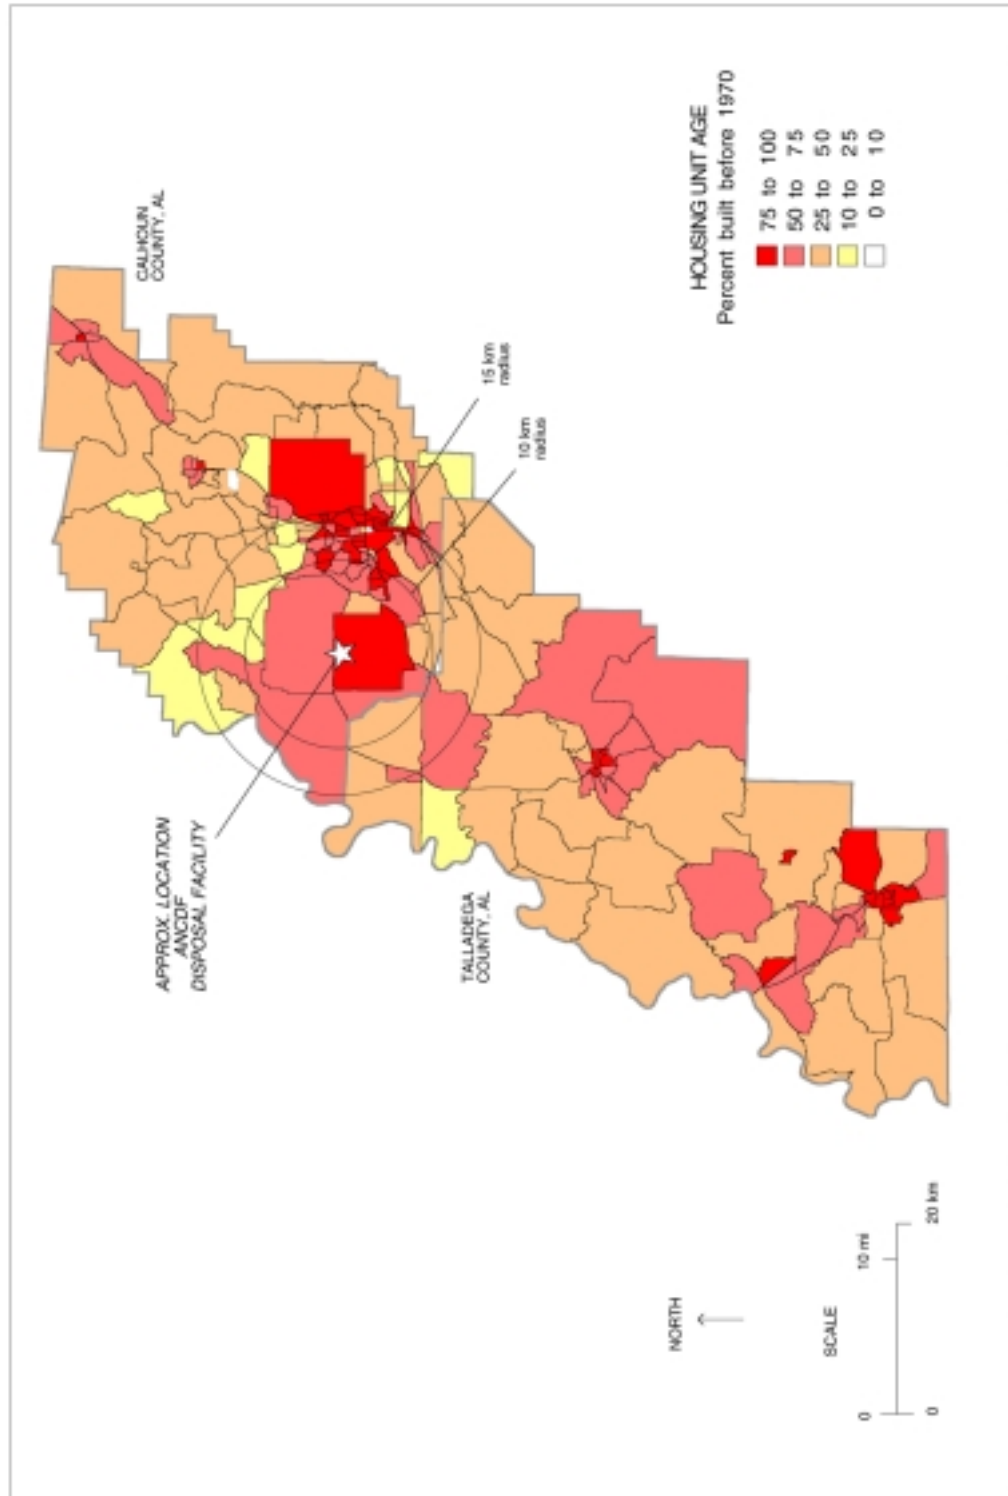 CALHOUN
COUNTY, AL
15 km
radius
10 km
radius
APPROX. LOCATION
ANCDF
DISPOSAL FACILITY
TALLADEGA
COUNTY, AL
HOUSING UNIT AGE
Percent built before 1970
75 to 100
50 to 75
25 to 50
10 to 25
0 to 10
NORTH
SCALE
0 10 mi
0 20 km